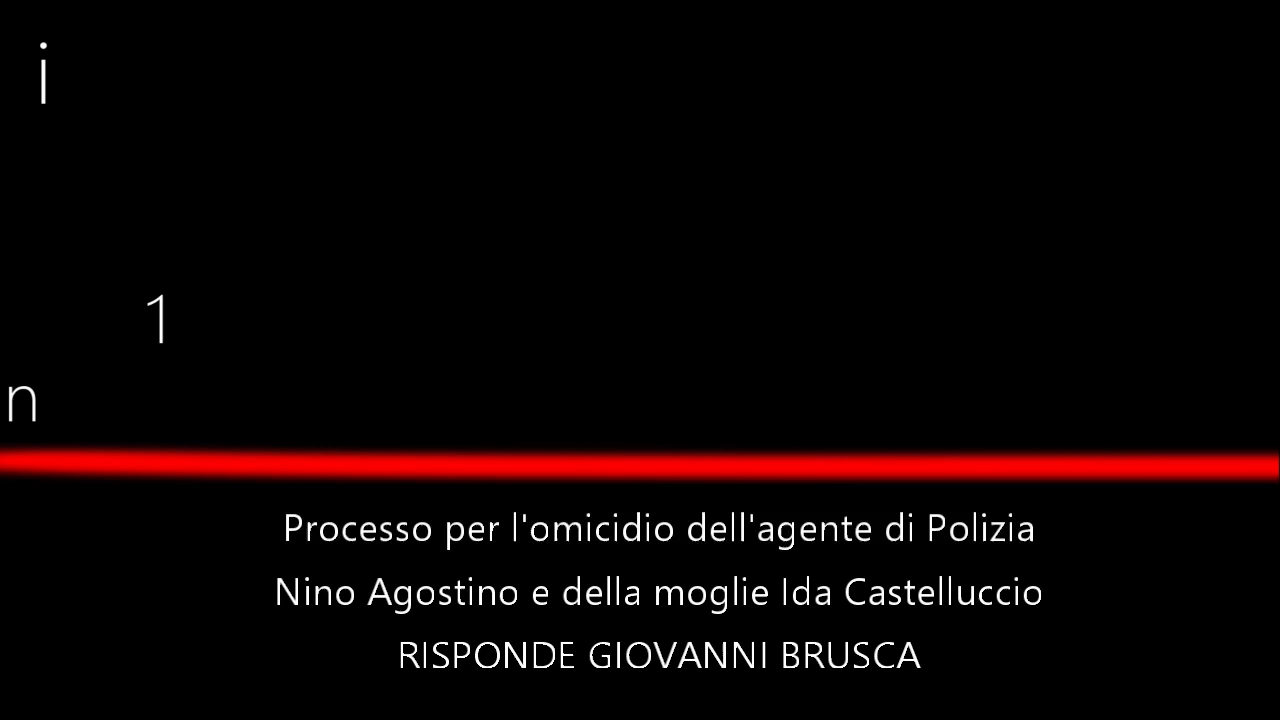 i
1
n
Processo per l'omicidio dell'agente di Polizia
Nino Agostino e della moglie Ida Castelluccio
RISPONDE GIOVANNI BRUSCA